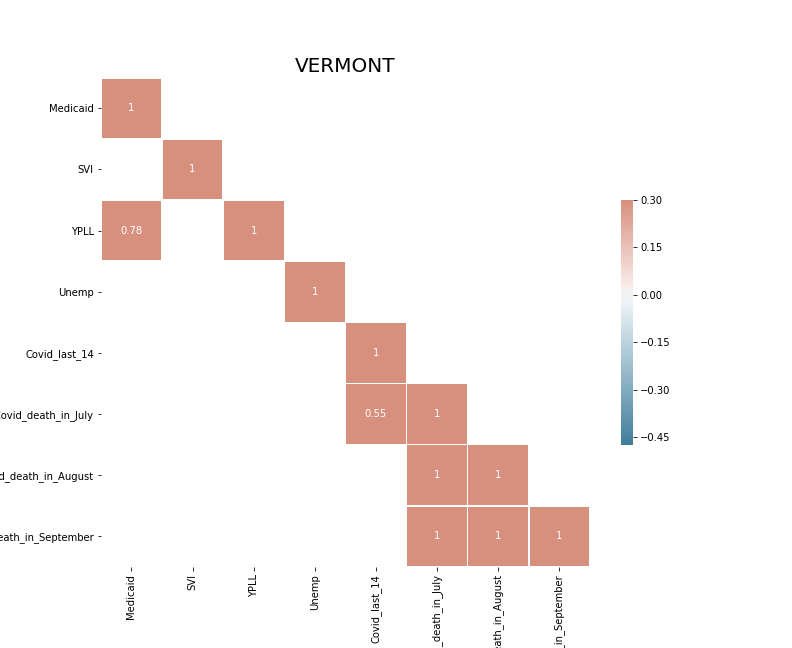 VERMONT
Medicaid 1
SVI 1
YPLL 0.78 1
Unemp 1
Covid_last_14 1
Covid_death_in_July 0.55 1
d_death_in_August 1 1
eath_in_September 1 1 1
0.30
0.15
0.00
−0.15
−0.30
−0.45
Medicaid
SVI
YPLL
Unemp
Covid_last_14
_death_in_July
eath_in_August
_in_September